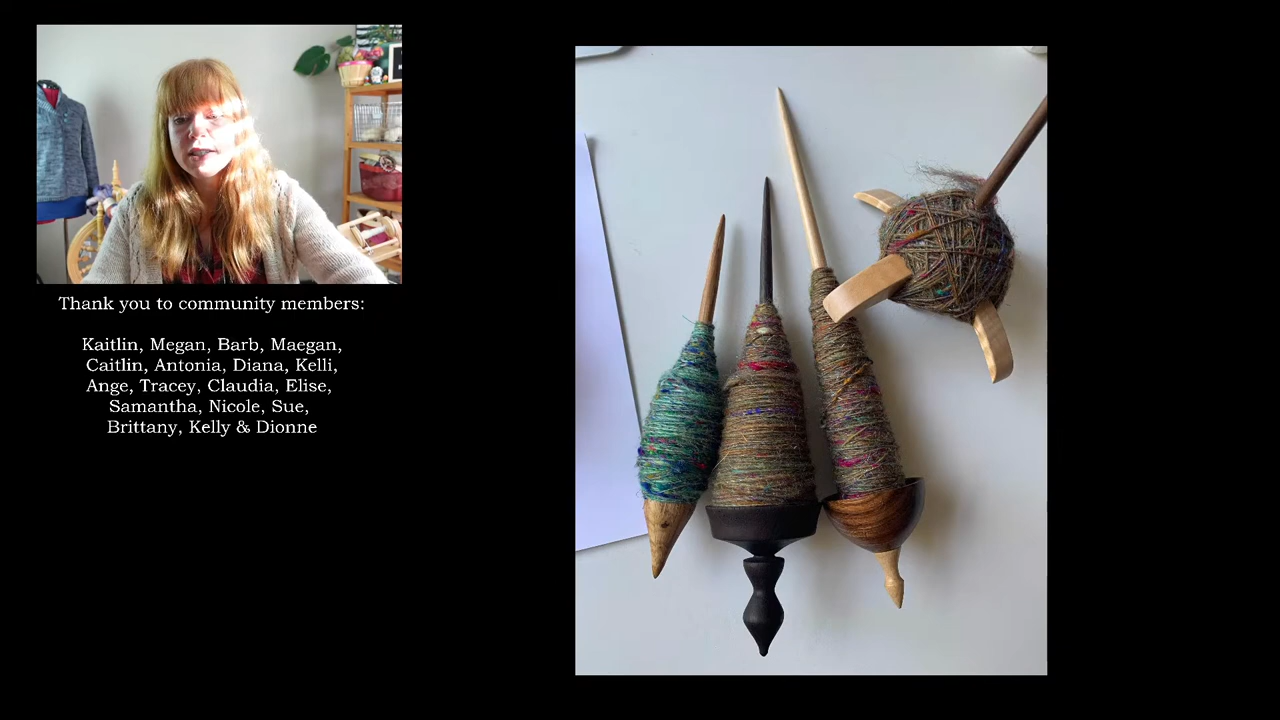 Thank you to community members:
Kaitlin, Megan, Barb, Maegan,
Caitlin, Antonia, Diana, Kelli,
Ange, Tracey, Claudia, Elise,
Samantha, Nicole, Sue,
Brittany, Kelly & Dionne